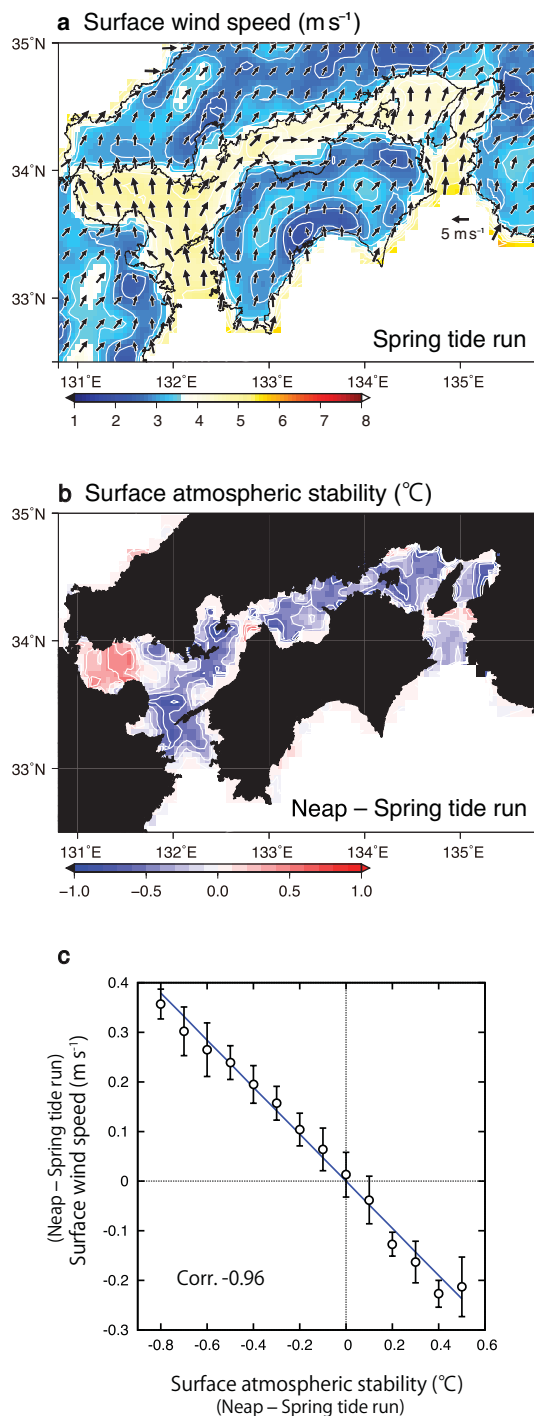 a Surface wind speed (m s⁻¹)
35˚N
34˚N
33˚N
5 m s⁻¹
Spring tide run
131˚E 132˚E 133˚E 134˚E 135˚E
1 2 3 4 5 6 7 8
b Surface atmospheric stability (℃)
35˚N
34˚N
33˚N
Neap – Spring tide run
131˚E 132˚E 133˚E 134˚E 135˚E
−1.0 −0.5 0.0 0.5 1.0
c
(Neap – Spring tide run)
Surface wind speed (m s⁻¹)
0.4
0.3
0.2
0.1
0
-0.1
-0.2
-0.3
Corr. -0.96
-0.8 -0.6 -0.4 -0.2 0 0.2 0.4 0.6
Surface atmospheric stability (℃)
(Neap – Spring tide run)